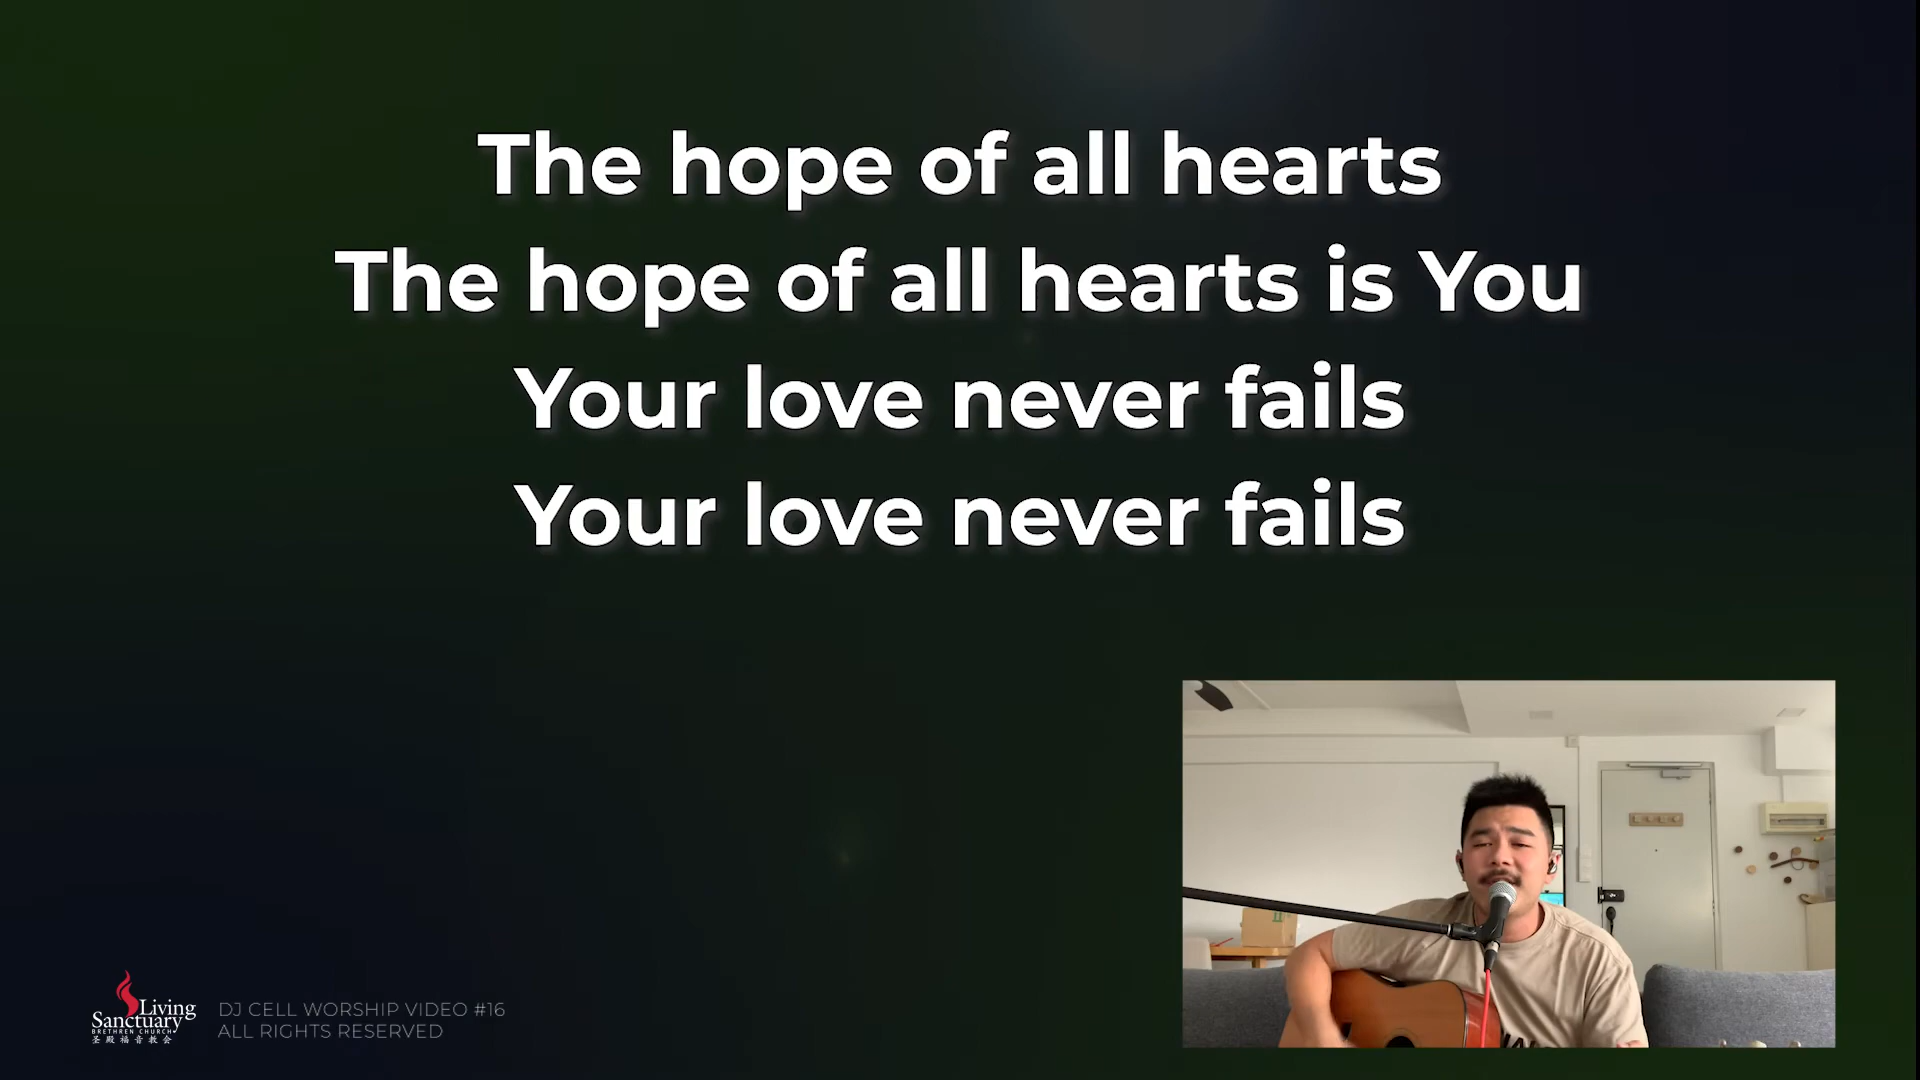 The hope of all hearts
The hope of all hearts is You
Your love never fails
Your love never fails
Living
Sanctuary
BRETHREN CHURCH
圣殿福音教会
DJ CELL WORSHIP VIDEO #16
ALL RIGHTS RESERVED